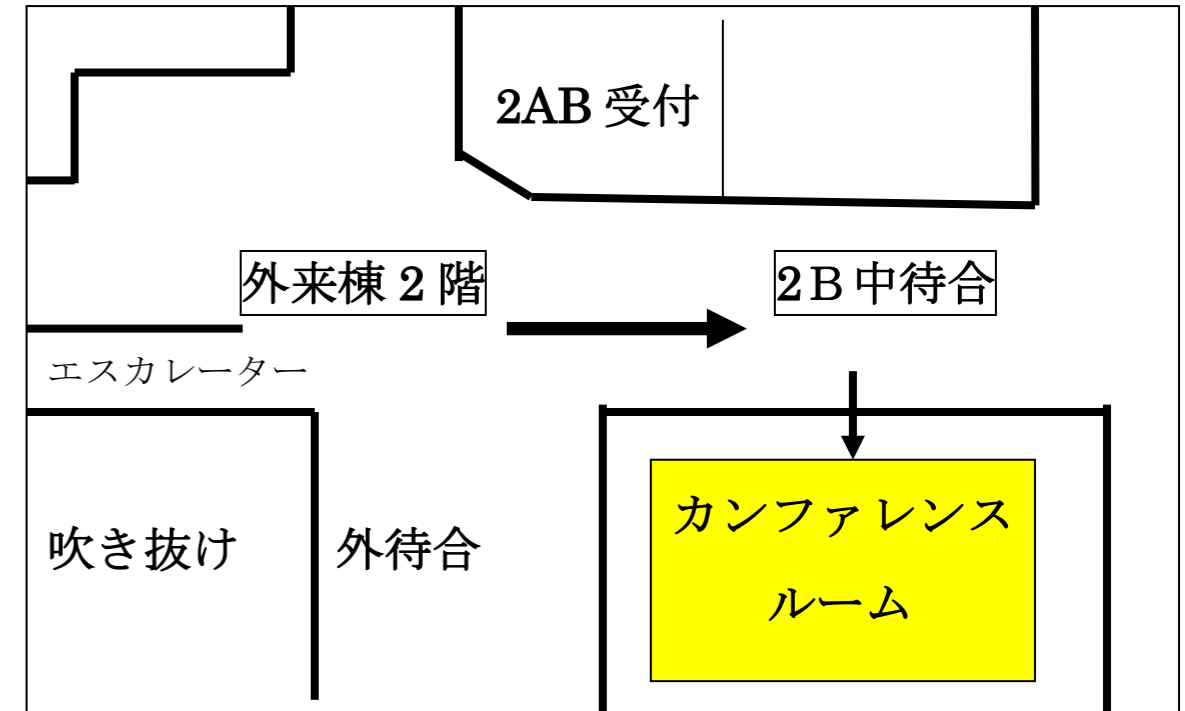 2AB 受付
外来棟 2 階
2B 中待合
エスカレーター
吹き抜け
外待合
カンファレンス
ルーム